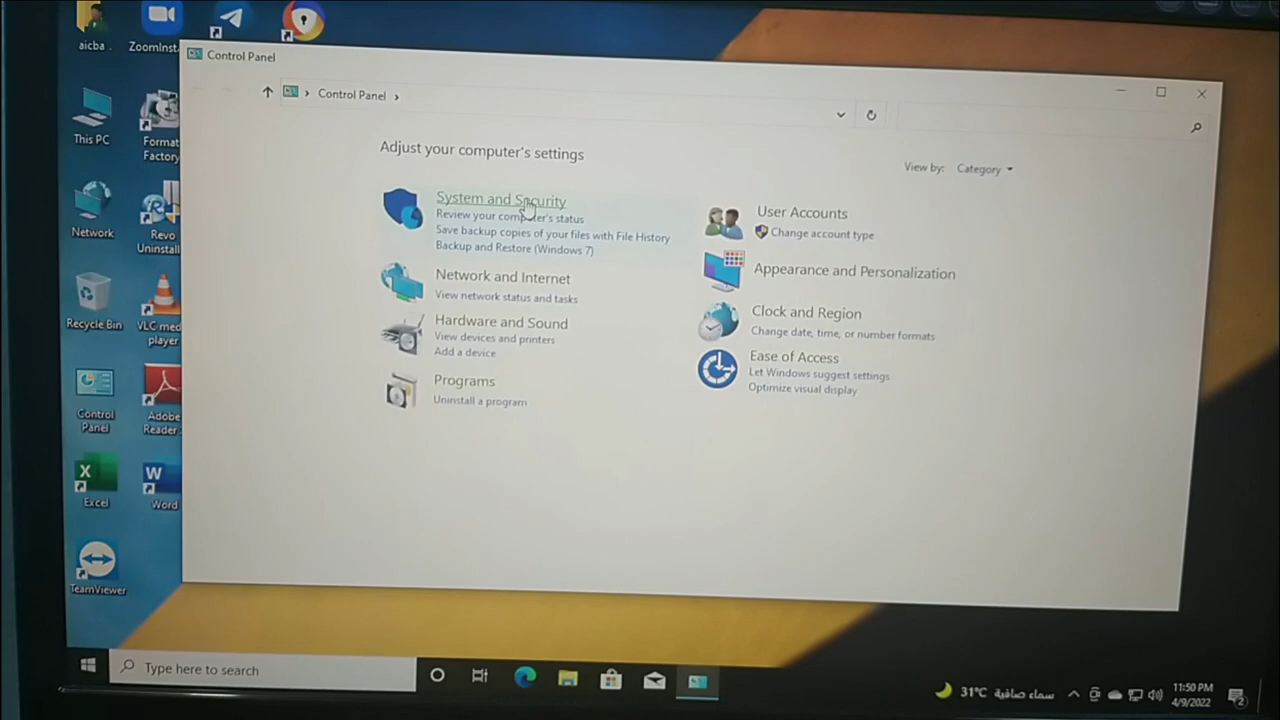 aicba
ZoomInst
Control Panel
Control Panel
Adjust your computer's settings
View by: Category
System and Security
Review your computer's status
Save backup copies of your files with File History
Backup and Restore (Windows 7)
Network and Internet
View network status and tasks
Hardware and Sound
View devices and printers
Add a device
Programs
Uninstall a program
User Accounts
Change account type
Appearance and Personalization
Clock and Region
Change date, time, or number formats
Ease of Access
Let Windows suggest settings
Optimize visual display
This PC
Format
Factory
Network
Revo
Uninstall
Recycle Bin
VLC med
player
Control
Panel
Adobe
Reader
X
Excel
W
Word
TeamViewer
Type here to search
31°C سماء صافية
11:50 PM
4/9/2022
2